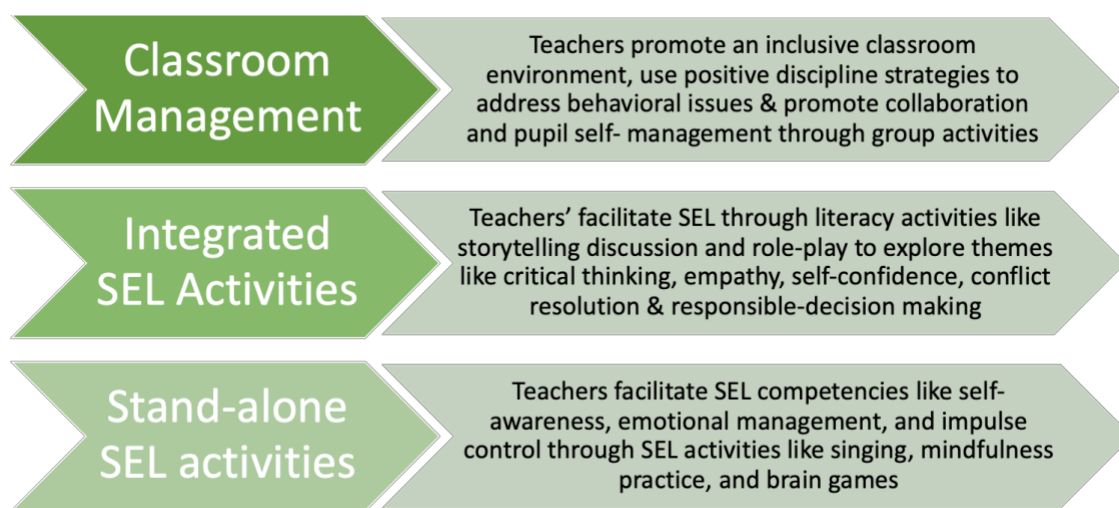 Classroom
Management
Teachers promote an inclusive classroom
environment, use positive discipline strategies to
address behavioral issues & promote collaboration
and pupil self- management through group activities
Integrated
SEL Activities
Teachers’ facilitate SEL through literacy activities like
storytelling discussion and role-play to explore themes
like critical thinking, empathy, self-confidence, conflict
resolution & responsible-decision making
Stand-alone
SEL activities
Teachers facilitate SEL competencies like self-
awareness, emotional management, and impulse
control through SEL activities like singing, mindfulness
practice, and brain games